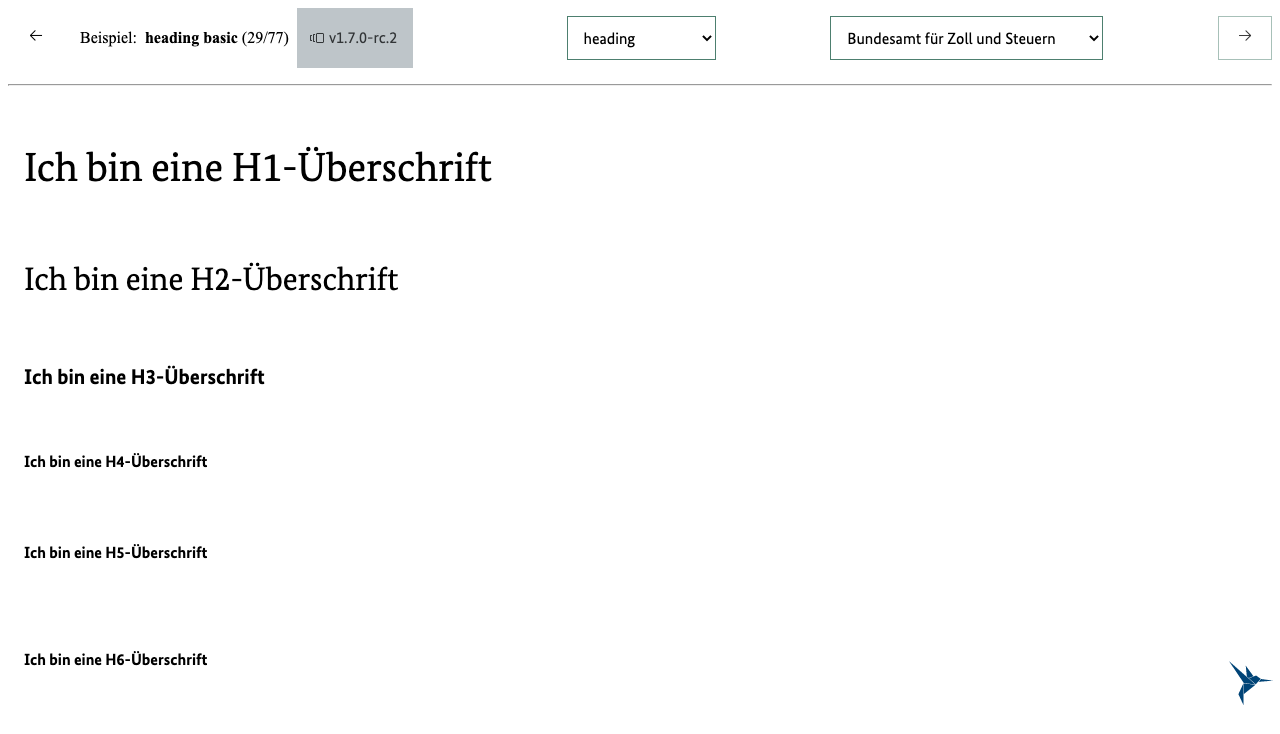 Beispiel: heading basic (29/77) v1.7.0-rc.2 heading Bundesamt für Zoll und Steuern
Ich bin eine H1-Überschrift
Ich bin eine H2-Überschrift
Ich bin eine H3-Überschrift
Ich bin eine H4-Überschrift
Ich bin eine H5-Überschrift
Ich bin eine H6-Überschrift